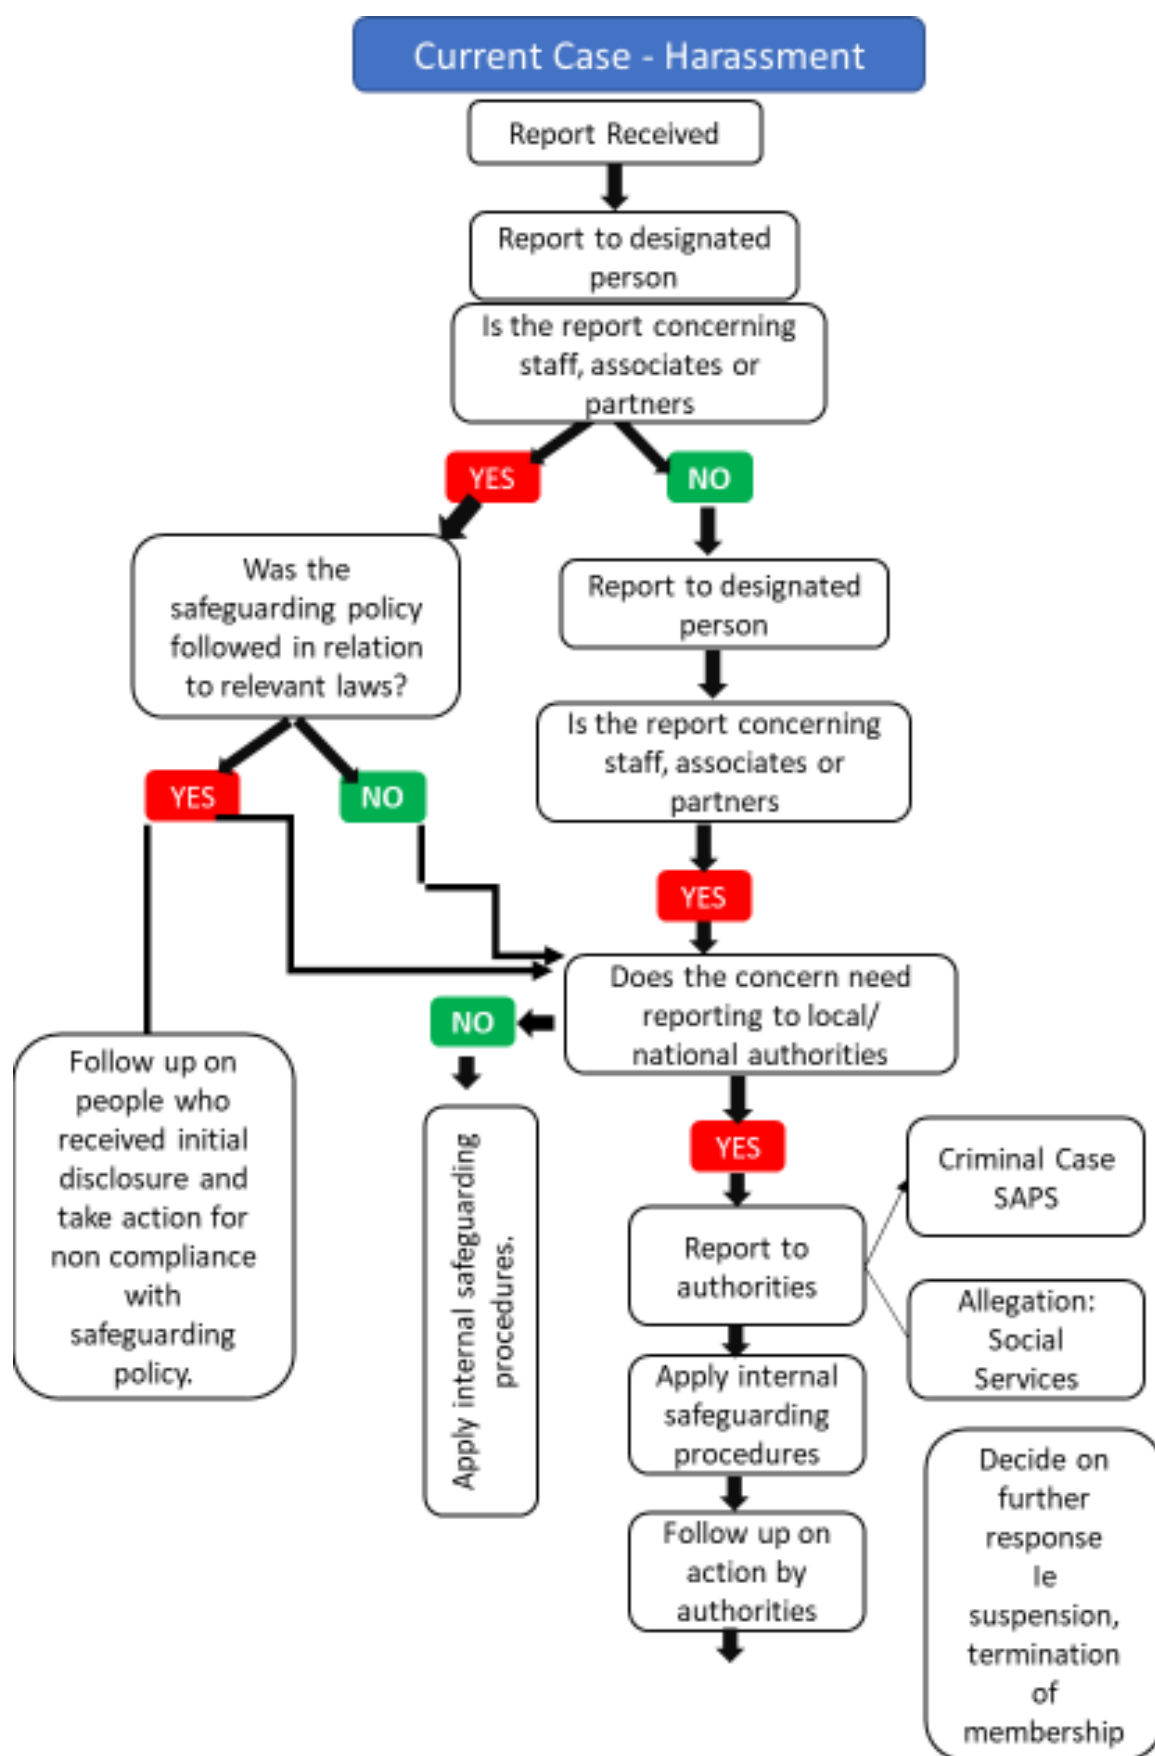 Current Case - Harassment
Report Received
Report to designated
person
Is the report concerning
staff, associates or
partners
YES
NO
Was the
safeguarding policy
followed in relation
to relevant laws?
Report to designated
person
Is the report concerning
staff, associates or
partners
YES
NO
YES
Does the concern need
reporting to local/
national authorities
NO
Follow up on
people who
received initial
disclosure and
take action for
non compliance
with
safeguarding
policy.
Apply internal safeguarding
procedures.
YES
Report to
authorities
Criminal Case
SAPS
Allegation:
Social
Services
Apply internal
safeguarding
procedures
Follow up on
action by
authorities
Decide on
further
response
Ie
suspension,
termination
of
membership